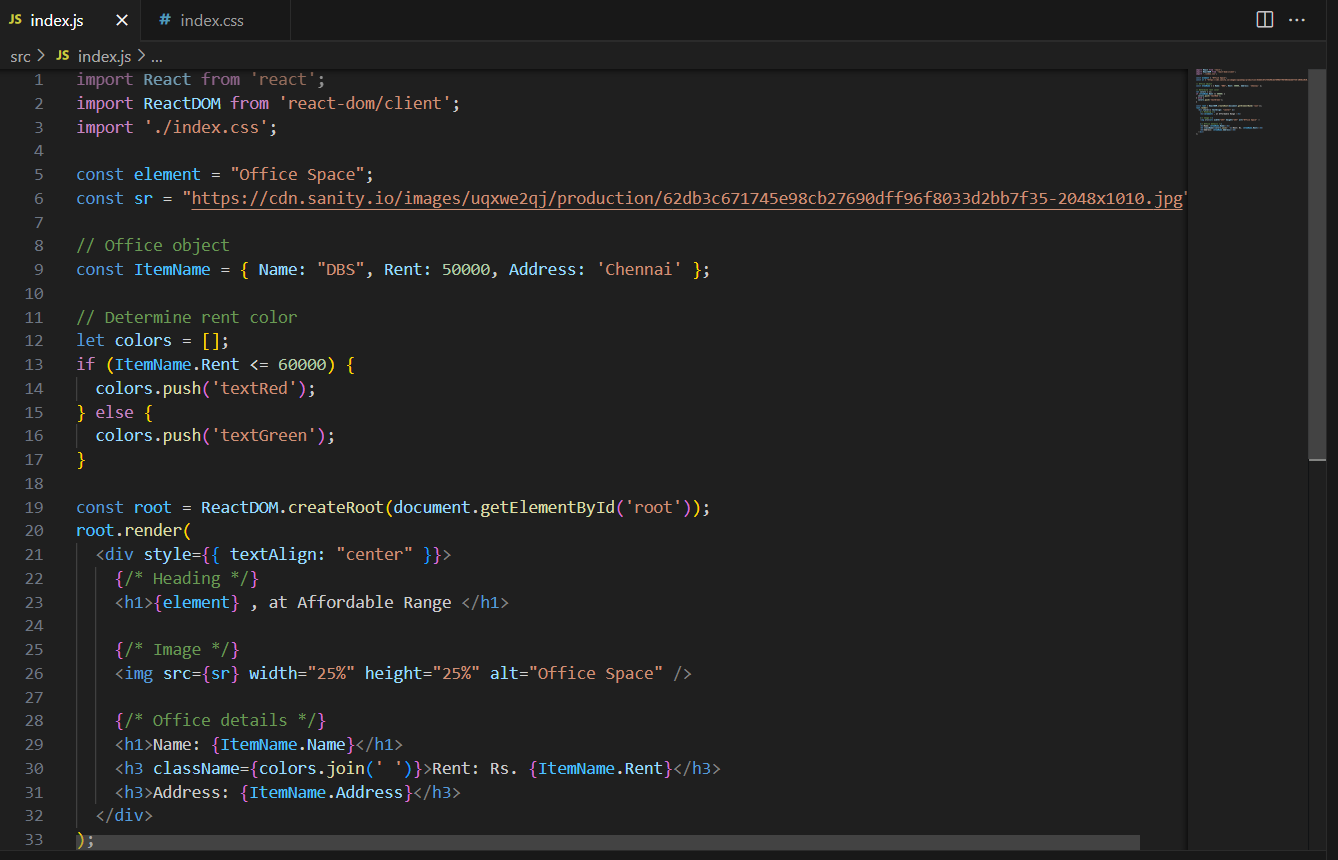 JS index.js ×
# index.css
...
src > JS index.js > ...
1 import React from 'react';
2 import ReactDOM from 'react-dom/client';
3 import './index.css';
4
5 const element = "Office Space";
6 const sr = "https://cdn.sanity.io/images/uqxwe2qj/production/62db3c671745e98cb27690dff96f8033d2bb7f35-2048x1010.jpg"
7
8 // Office object
9 const ItemName = { Name: "DBS", Rent: 50000, Address: 'Chennai' };
10
11 // Determine rent color
12 let colors = [];
13 if (ItemName.Rent <= 60000) {
14   colors.push('textRed');
15 } else {
16   colors.push('textGreen');
17 }
18
19 const root = ReactDOM.createRoot(document.getElementById('root'));
20 root.render(
21   <div style={{ textAlign: "center" }}>
22     {/* Heading */}
23     <h1>{element} , at Affordable Range </h1>
24
25     {/* Image */}
26     <img src={sr} width="25%" height="25%" alt="Office Space" />
27
28     {/* Office details */}
29     <h1>Name: {ItemName.Name}</h1>
30     <h3 className={colors.join(' ')}>Rent: Rs. {ItemName.Rent}</h3>
31     <h3>Address: {ItemName.Address}</h3>
32   </div>
33 );